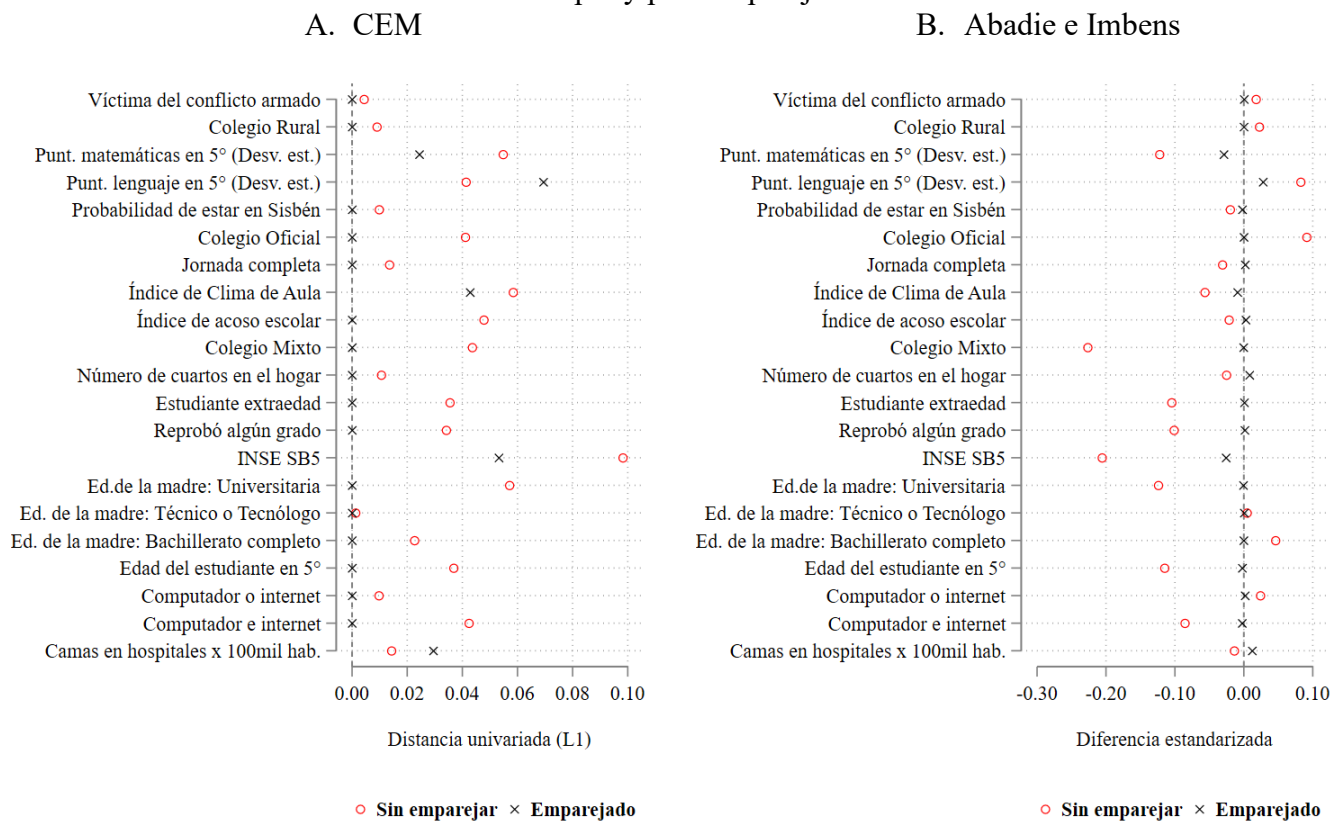 A. CEM
Víctima del conflicto armado
Colegio Rural
Punt. matemáticas en 5° (Desv. est.)
Punt. lenguaje en 5° (Desv. est.)
Probabilidad de estar en Sisbén
Colegio Oficial
Jornada completa
Índice de Clima de Aula
Índice de acoso escolar
Colegio Mixto
Número de cuartos en el hogar
Estudiante extraedad
Reprobó algún grado
INSE SB5
Ed.de la madre: Universitaria
Ed. de la madre: Técnico o Tecnólogo
Ed. de la madre: Bachillerato completo
Edad del estudiante en 5°
Computador o internet
Computador e internet
Camas en hospitales x 100mil hab.
0.00 0.02 0.04 0.06 0.08 0.10
Distancia univariada (L1)
Sin emparejar Emparejado
B. Abadie e Imbens
Víctima del conflicto armado
Colegio Rural
Punt. matemáticas en 5° (Desv. est.)
Punt. lenguaje en 5° (Desv. est.)
Probabilidad de estar en Sisbén
Colegio Oficial
Jornada completa
Índice de Clima de Aula
Índice de acoso escolar
Colegio Mixto
Número de cuartos en el hogar
Estudiante extraedad
Reprobó algún grado
INSE SB5
Ed.de la madre: Universitaria
Ed. de la madre: Técnico o Tecnólogo
Ed. de la madre: Bachillerato completo
Edad del estudiante en 5°
Computador o internet
Computador e internet
Camas en hospitales x 100mil hab.
-0.30 -0.20 -0.10 0.00 0.10
Diferencia estandarizada
Sin emparejar Emparejado